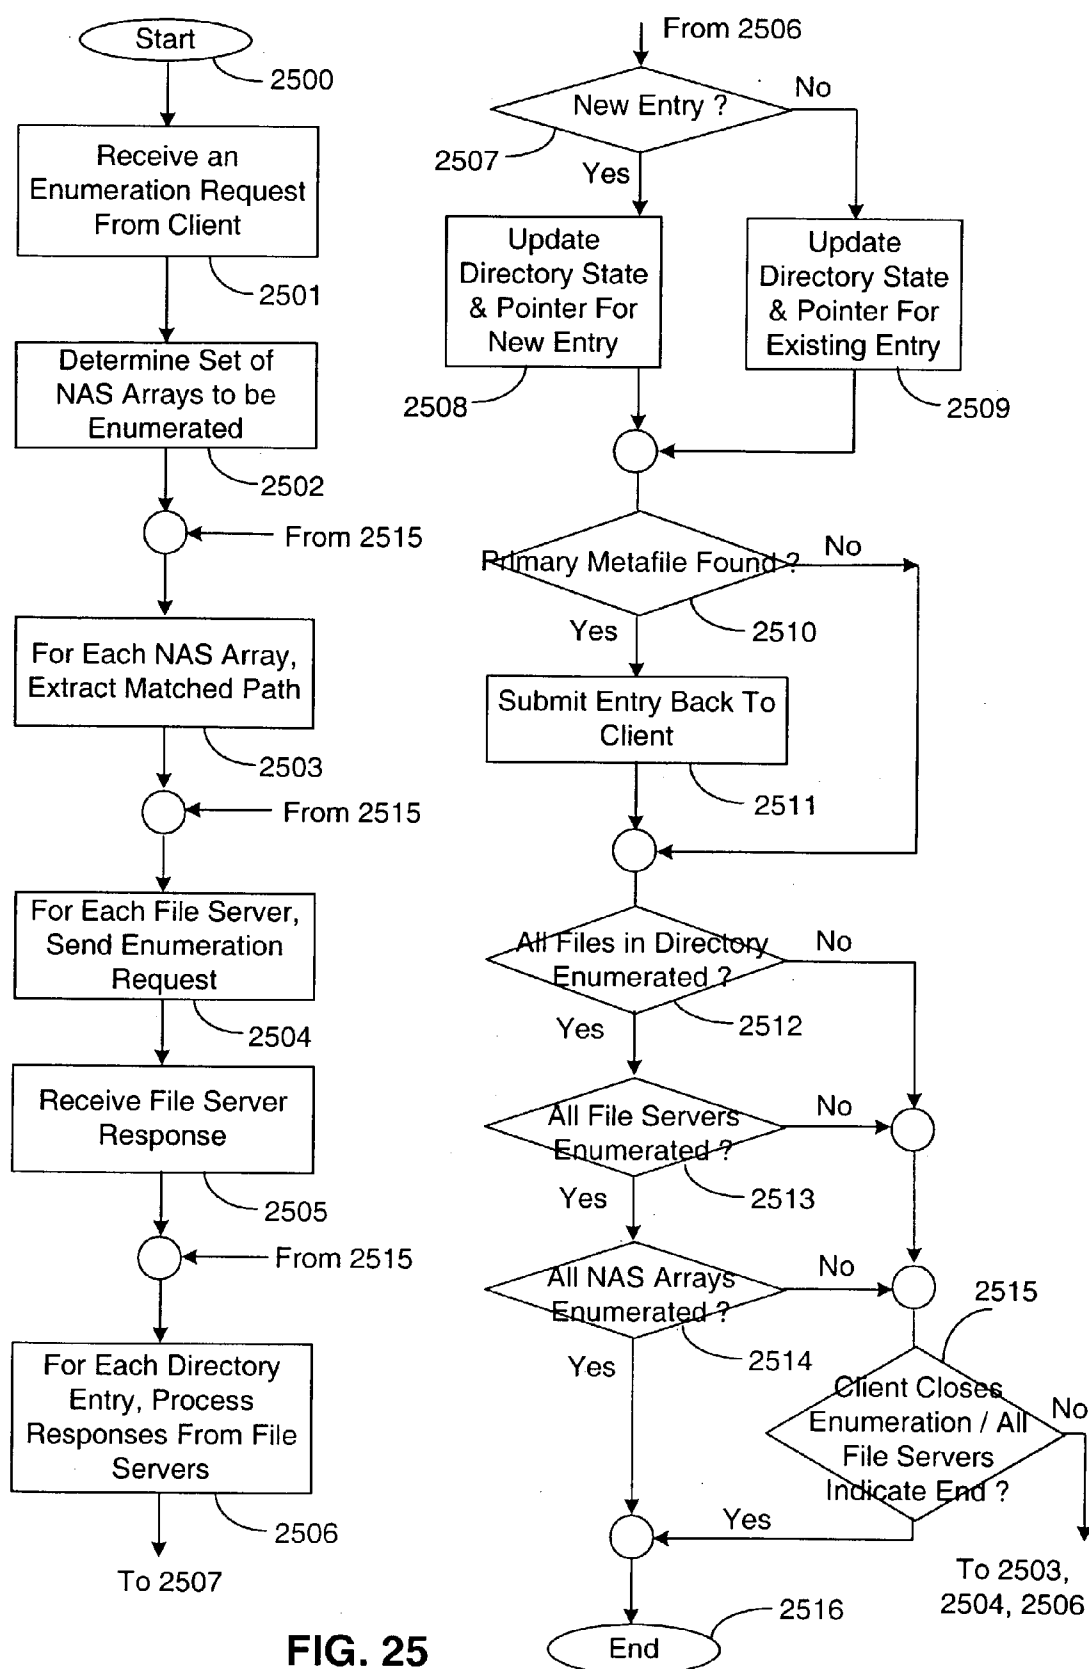 Start
2500
Receive an
Enumeration Request
From Client
2501
Determine Set of
NAS Arrays to be
Enumerated
2502
From 2515
For Each NAS Array,
Extract Matched Path
2503
From 2515
For Each File Server,
Send Enumeration
Request
2504
Receive File Server
Response
2505
From 2515
For Each Directory
Entry, Process
Responses From File
Servers
2506
To 2507
From 2506
New Entry ?
No
2507
Yes
Update
Directory State
& Pointer For
New Entry
2508
Update
Directory State
& Pointer For
Existing Entry
2509
Primary Metafile Found ?
No
2510
Yes
Submit Entry Back To
Client
2511
All Files in Directory
Enumerated ?
No
2512
Yes
All File Servers
Enumerated ?
No
2513
Yes
All NAS Arrays
Enumerated ?
No
2514
Yes
2515
Client Closes
Enumeration / All
File Servers
Indicate End ?
No
Yes
To 2503,
2504, 2506
2516
End
FIG. 25